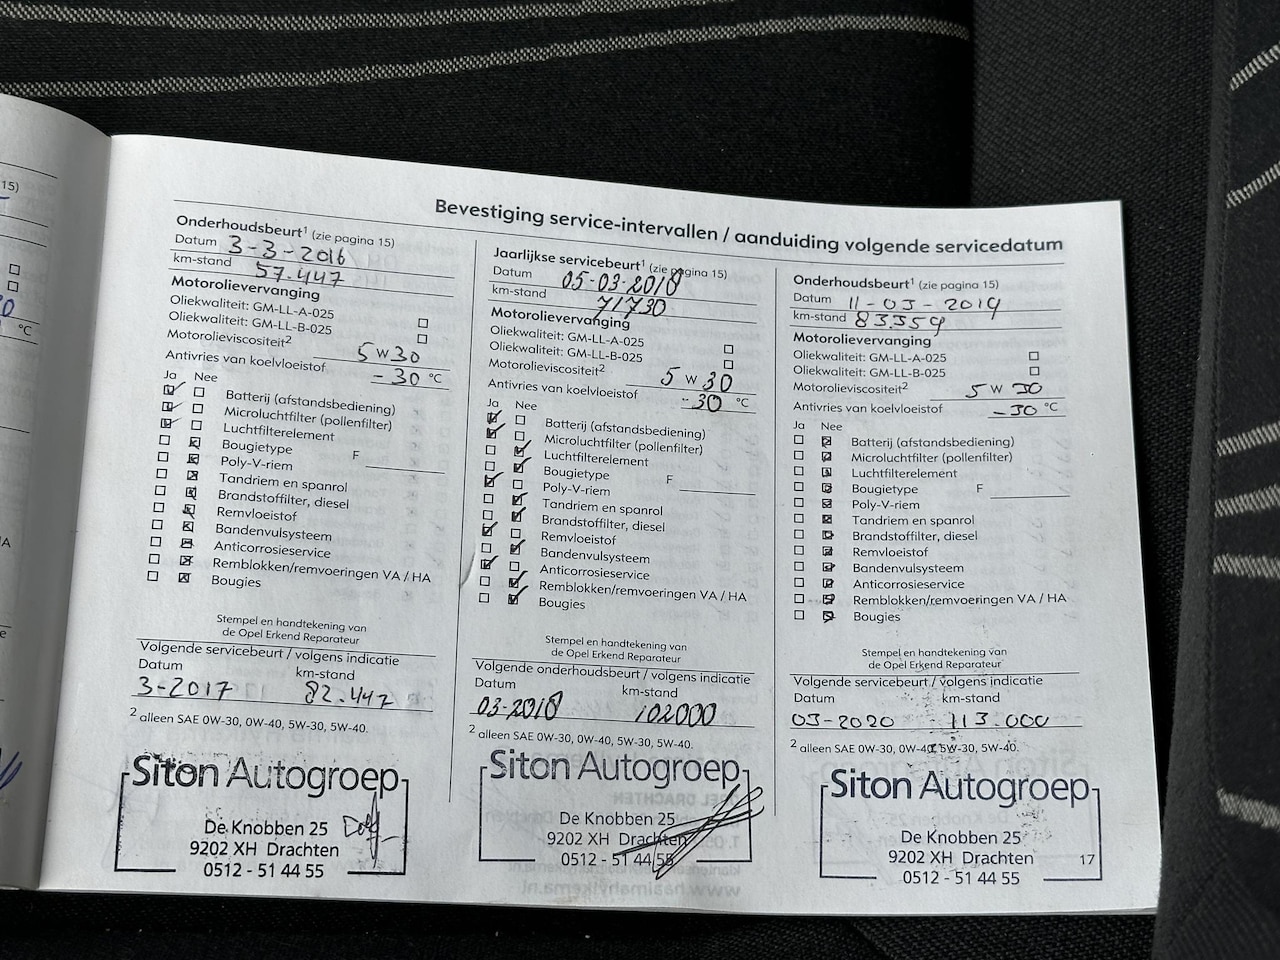 Bevestiging service-intervallen / aanduiding volgende servicedatum
15)
°C
Onderhoudsbeurt¹ (zie pagina 15)
Datum 3-3-2016
km-stand 57.447
Motorolievervanging
Oliekwaliteit: GM-LL-A-025
Oliekwaliteit: GM-LL-B-025
Motorolieviscositeit² 5w30
Antivries van koelvloeistof -30 °C
Ja Nee
Batterij (afstandsbediening)
Microluchtfilter (pollenfilter)
Luchtfilterelement
Bougietype F
Poly-V-riem
Tandriem en spanrol
Brandstoffilter, diesel
Remvloeistof
Bandenvulsysteem
Anticorrosieservice
Remblokken/remvoeringen VA / HA
Bougies
Stempel en handtekening van
de Opel Erkend Reparateur
Volgende servicebeurt / volgens indicatie
Datum km-stand
3-2017 82.447
² alleen SAE 0W-30, 0W-40, 5W-30, 5W-40.
Siton Autogroep
De Knobben 25
9202 XH Drachten
0512 - 51 44 55
Jaarlijkse servicebeurt¹ (zie pagina 15)
Datum 05-03-2018
km-stand 71730
Motorolievervanging
Oliekwaliteit: GM-LL-A-025
Oliekwaliteit: GM-LL-B-025
Motorolieviscositeit² 5 w 30
Antivries van koelvloeistof -30 °C
Ja Nee
Batterij (afstandsbediening)
Microluchtfilter (pollenfilter)
Luchtfilterelement
Bougietype F
Poly-V-riem
Tandriem en spanrol
Brandstoffilter, diesel
Remvloeistof
Bandenvulsysteem
Anticorrosieservice
Remblokken/remvoeringen VA / HA
Bougies
Stempel en handtekening van
de Opel Erkend Reparateur
Volgende onderhoudsbeurt / volgens indicatie
Datum km-stand
03-2018 102000
² alleen SAE 0W-30, 0W-40, 5W-30, 5W-40.
Siton Autogroep
De Knobben 25
9202 XH Drachten
0512 - 51 44 55
Onderhoudsbeurt¹ (zie pagina 15)
Datum 11-03-2019
km-stand 83359
Motorolievervanging
Oliekwaliteit: GM-LL-A-025
Oliekwaliteit: GM-LL-B-025
Motorolieviscositeit² 5 w 30
Antivries van koelvloeistof -30 °C
Ja Nee
Batterij (afstandsbediening)
Microluchtfilter (pollenfilter)
Luchtfilterelement
Bougietype F
Poly-V-riem
Tandriem en spanrol
Brandstoffilter, diesel
Remvloeistof
Bandenvulsysteem
Anticorrosieservice
Remblokken/remvoeringen VA / HA
Bougies
Stempel en handtekening van
de Opel Erkend Reparateur
Volgende servicebeurt / volgens indicatie
Datum km-stand
03-2020 113.000
² alleen SAE 0W-30, 0W-40, 5W-30, 5W-40.
Siton Autogroep
De Knobben 25
9202 XH Drachten
0512 - 51 44 55
17